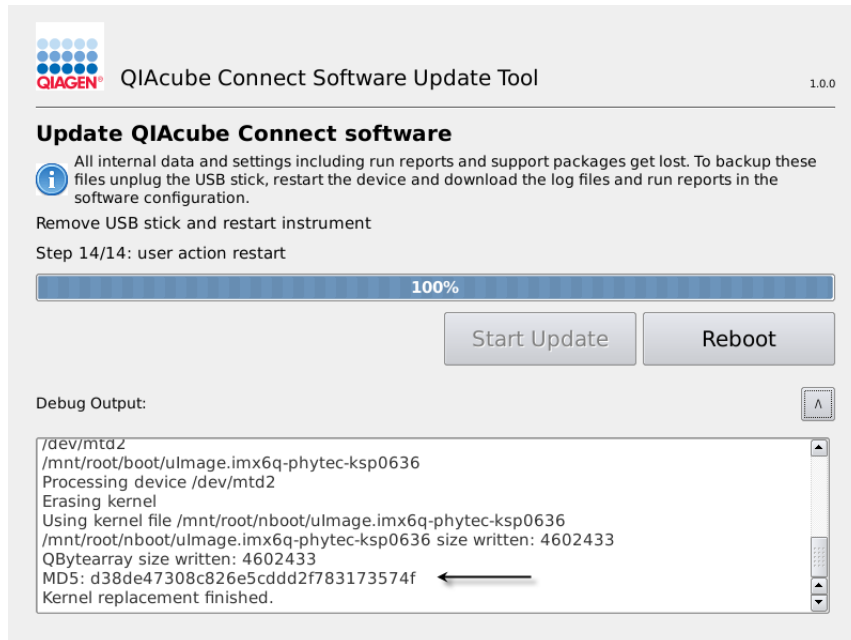 QIAGEN®
QIAcube Connect Software Update Tool
1.0.0
Update QIAcube Connect software
All internal data and settings including run reports and support packages get lost. To backup these
files unplug the USB stick, restart the device and download the log files and run reports in the
software configuration.
Remove USB stick and restart instrument
Step 14/14: user action restart
100%
Start Update
Reboot
Debug Output:
/dev/mtd2
/mnt/root/boot/uImage.imx6q-phytec-ksp0636
Processing device /dev/mtd2
Erasing kernel
Using kernel file /mnt/root/nboot/uImage.imx6q-phytec-ksp0636
/mnt/root/nboot/uImage.imx6q-phytec-ksp0636 size written: 4602433
QBytearray size written: 4602433
MD5: d38de47308c826e5cddd2f783173574f
Kernel replacement finished.